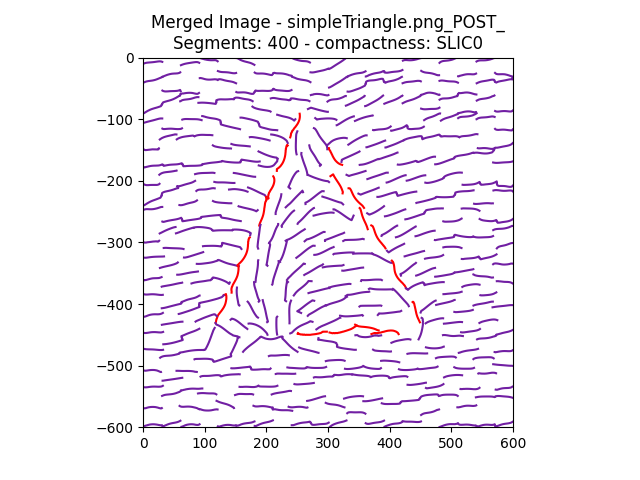 Merged Image - simpleTriangle.png_POST_
Segments: 400 - compactness: SLIC0
0
−100
−200
−300
−400
−500
−600
0 100 200 300 400 500 600